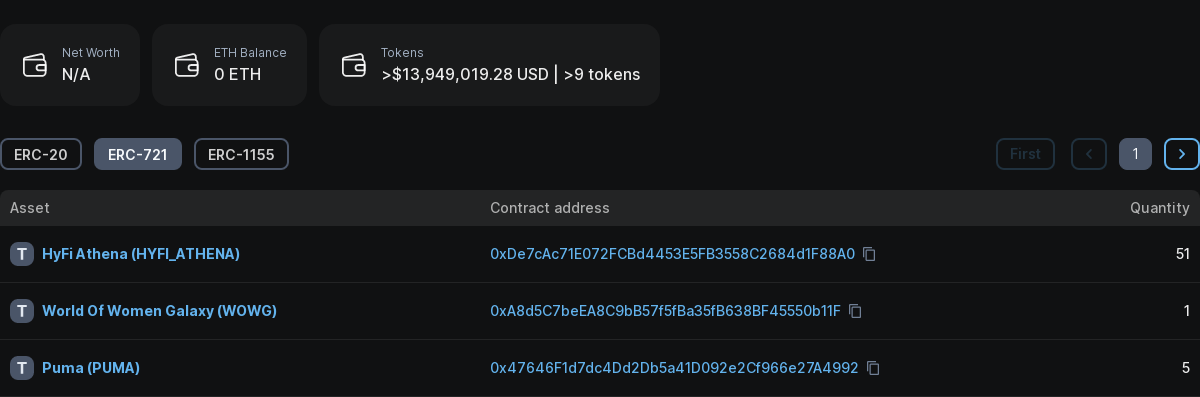 Net Worth
N/A
ETH Balance
0 ETH
Tokens
>$13,949,019.28 USD | >9 tokens
ERC-20 ERC-721 ERC-1155 First 1
Asset Contract address Quantity
T HyFi Athena (HYFI_ATHENA) 0xDe7cAc71E072FCBd4453E5FB3558C2684d1F88A0 51
T World Of Women Galaxy (WOWG) 0xA8d5C7beEA8C9bB57f5fBa35fB638BF45550b11F 1
T Puma (PUMA) 0x47646F1d7dc4Dd2Db5a41D092e2Cf966e27A4992 5